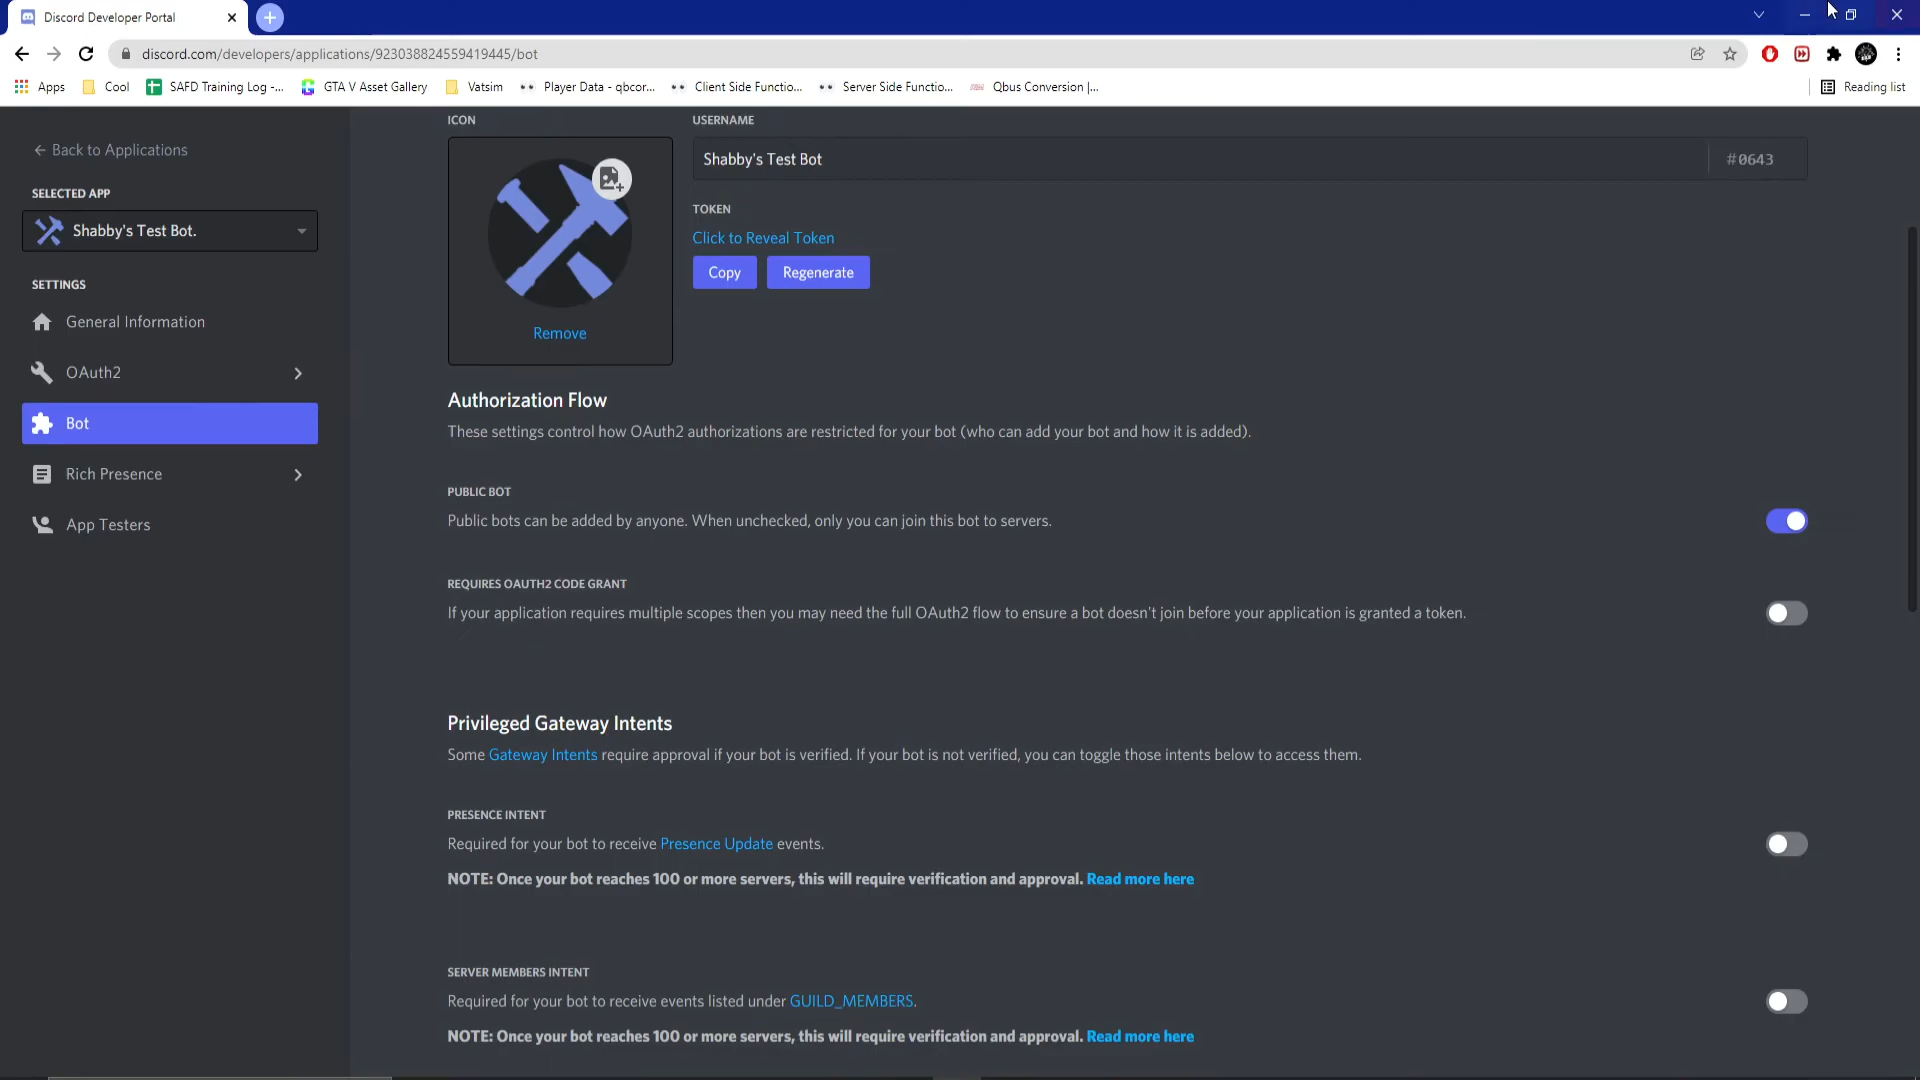 Discord Developer Portal
discord.com/developers/applications/923038824559419445/bot
Apps
Cool
SAFD Training Log -...
GTA V Asset Gallery
Vatsim
Player Data - qbcor...
Client Side Functio...
Server Side Functio...
Qbus Conversion |...
Reading list
Back to Applications
SELECTED APP
Shabby's Test Bot.
SETTINGS
General Information
OAuth2
Bot
Rich Presence
App Testers
ICON
Remove
USERNAME
Shabby's Test Bot
#0643
TOKEN
Click to Reveal Token
Copy
Regenerate
Authorization Flow
These settings control how OAuth2 authorizations are restricted for your bot (who can add your bot and how it is added).
PUBLIC BOT
Public bots can be added by anyone. When unchecked, only you can join this bot to servers.
REQUIRES OAUTH2 CODE GRANT
If your application requires multiple scopes then you may need the full OAuth2 flow to ensure a bot doesn't join before your application is granted a token.
Privileged Gateway Intents
Some Gateway Intents require approval if your bot is verified. If your bot is not verified, you can toggle those intents below to access them.
PRESENCE INTENT
Required for your bot to receive Presence Update events.
NOTE: Once your bot reaches 100 or more servers, this will require verification and approval. Read more here
SERVER MEMBERS INTENT
Required for your bot to receive events listed under GUILD_MEMBERS.
NOTE: Once your bot reaches 100 or more servers, this will require verification and approval. Read more here